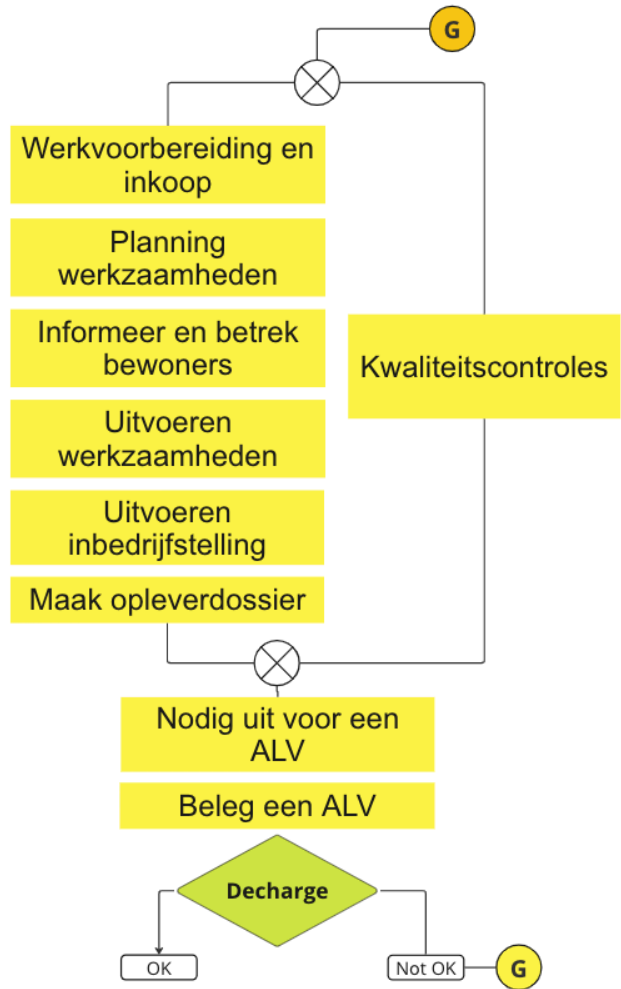 G
Werkvoorbereiding en
inkoop
Planning
werkzaamheden
Informeer en betrek
bewoners
Kwaliteitscontroles
Uitvoeren
werkzaamheden
Uitvoeren
inbedrijfstelling
Maak opleverdossier
Nodig uit voor een
ALV
Beleg een ALV
Decharge
OK
Not OK
G